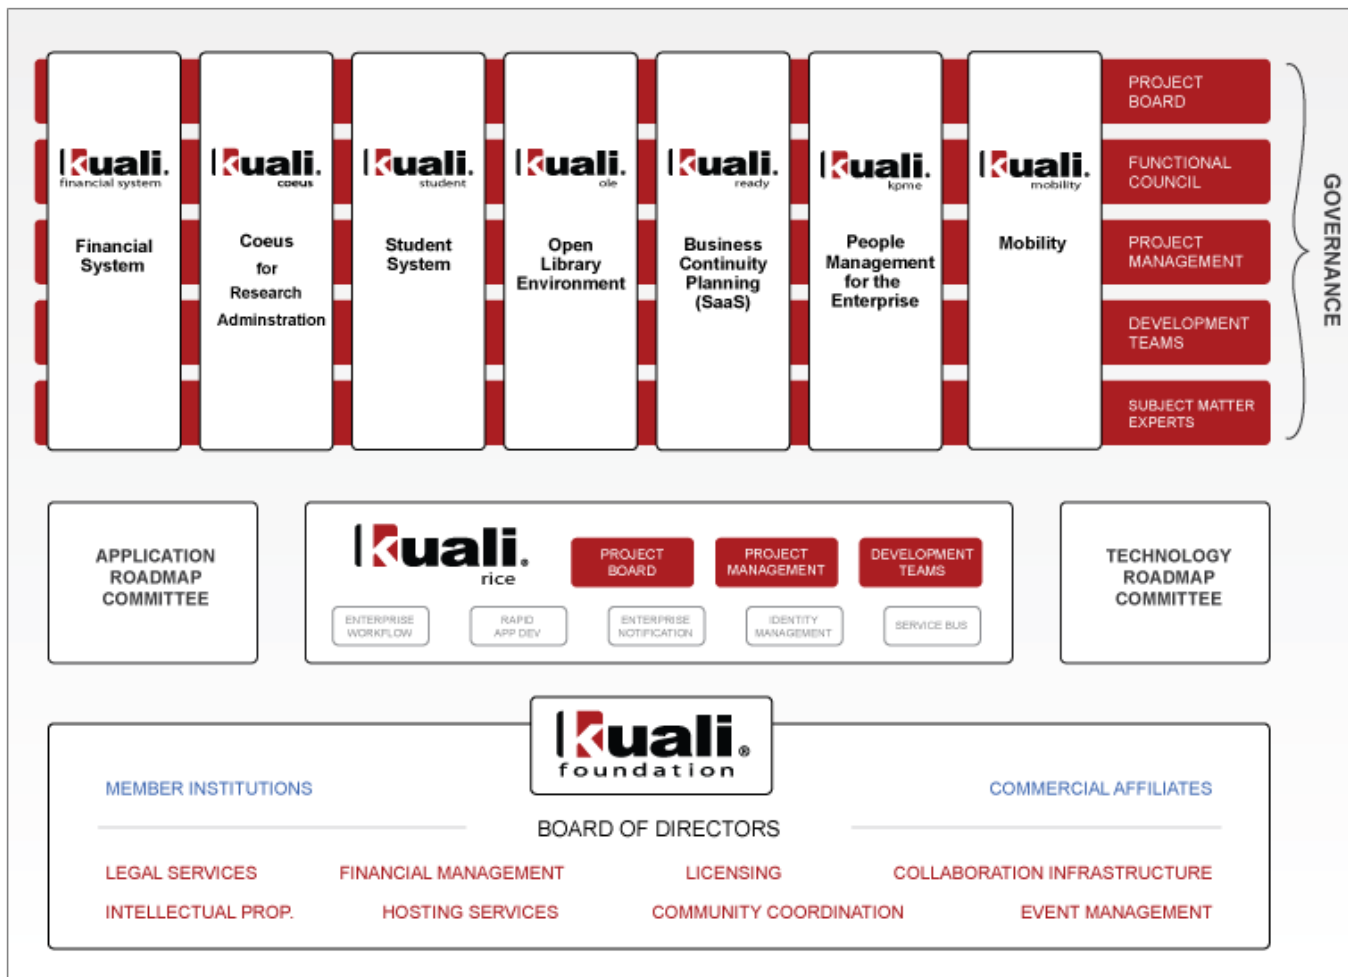 kuali.
financial system
Financial
System
kuali.
coeus
Coeus
for
Research
Adminstration
kuali.
student
Student
System
kuali.
ole
Open
Library
Environment
kuali.
ready
Business
Continuity
Planning
(SaaS)
kuali.
kpme
People
Management
for the
Enterprise
kuali.
mobility
Mobility
PROJECT
BOARD
FUNCTIONAL
COUNCIL
PROJECT
MANAGEMENT
DEVELOPMENT
TEAMS
SUBJECT MATTER
EXPERTS
GOVERNANCE
APPLICATION
ROADMAP
COMMITTEE
kuali®
rice
PROJECT
BOARD
PROJECT
MANAGEMENT
DEVELOPMENT
TEAMS
ENTERPRISE
WORKFLOW
RAPID
APP DEV
ENTERPRISE
NOTIFICATION
IDENTITY
MANAGEMENT
SERVICE BUS
TECHNOLOGY
ROADMAP
COMMITTEE
kuali®
foundation
MEMBER INSTITUTIONS
COMMERCIAL AFFILIATES
BOARD OF DIRECTORS
LEGAL SERVICES
FINANCIAL MANAGEMENT
LICENSING
COLLABORATION INFRASTRUCTURE
INTELLECTUAL PROP.
HOSTING SERVICES
COMMUNITY COORDINATION
EVENT MANAGEMENT